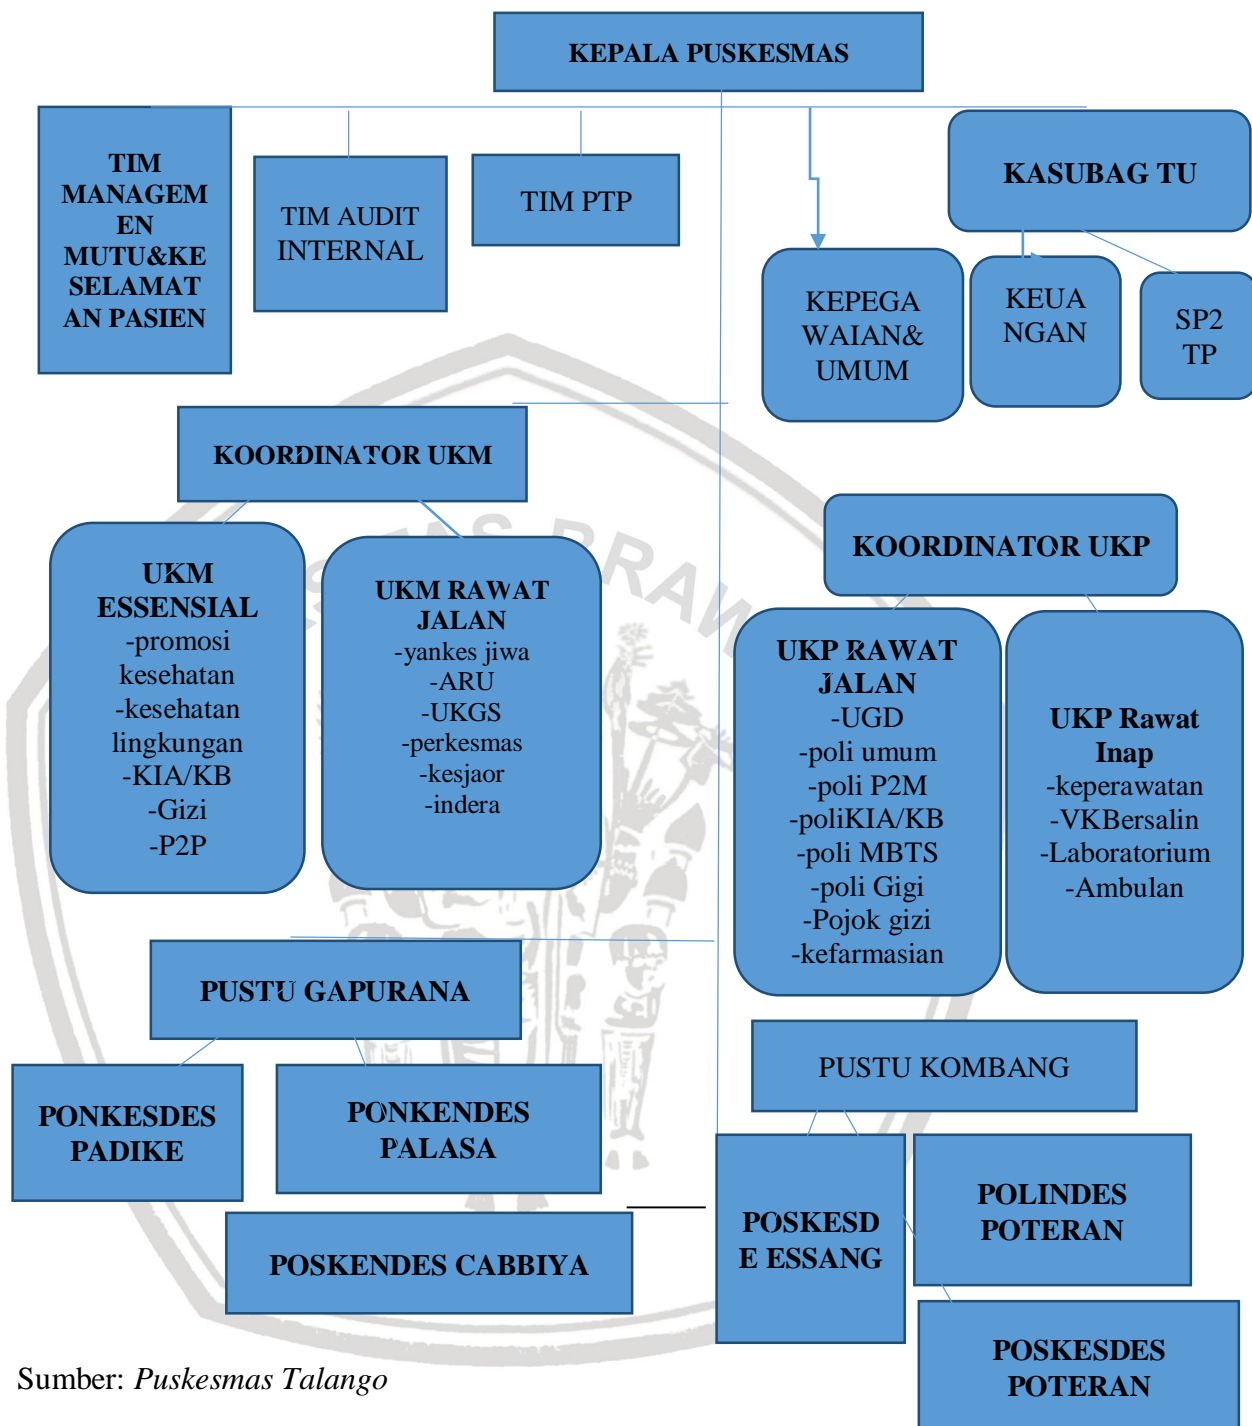 KEPALA PUSKESMAS
TIM
MANAGEM
EN
MUTU&KE
SELAMAT
AN PASIEN
TIM AUDIT
INTERNAL
TIM PTP
KASUBAG TU
KEPEGA
WAIAN&
UMUM
KEUA
NGAN
SP2
TP
KOORDINATOR UKM
UKM
ESSENSIAL
-promosi
kesehatan
-kesehatan
lingkungan
-KIA/KB
-Gizi
-P2P
UKM RAWAT
JALAN
-yankes jiwa
-ARU
-UKGS
-perkesmas
-kesjaor
-indera
KOORDINATOR UKP
UKP RAWAT
JALAN
-UGD
-poli umum
-poli P2M
-poliKIA/KB
-poli MBTS
-poli Gigi
-Pojok gizi
-kefarmasian
UKP Rawat
Inap
-keperawatan
-VKBersalin
-Laboratorium
-Ambulan
PUSTU GAPURANA
PONKESDES
PADIKE
PONKENDES
PALASA
POSKENDES CABBIYA
PUSTU KOMBANG
POSKESD
E ESSANG
POLINDES
POTERAN
POSKESDES
POTERAN
Sumber: Puskesmas Talango